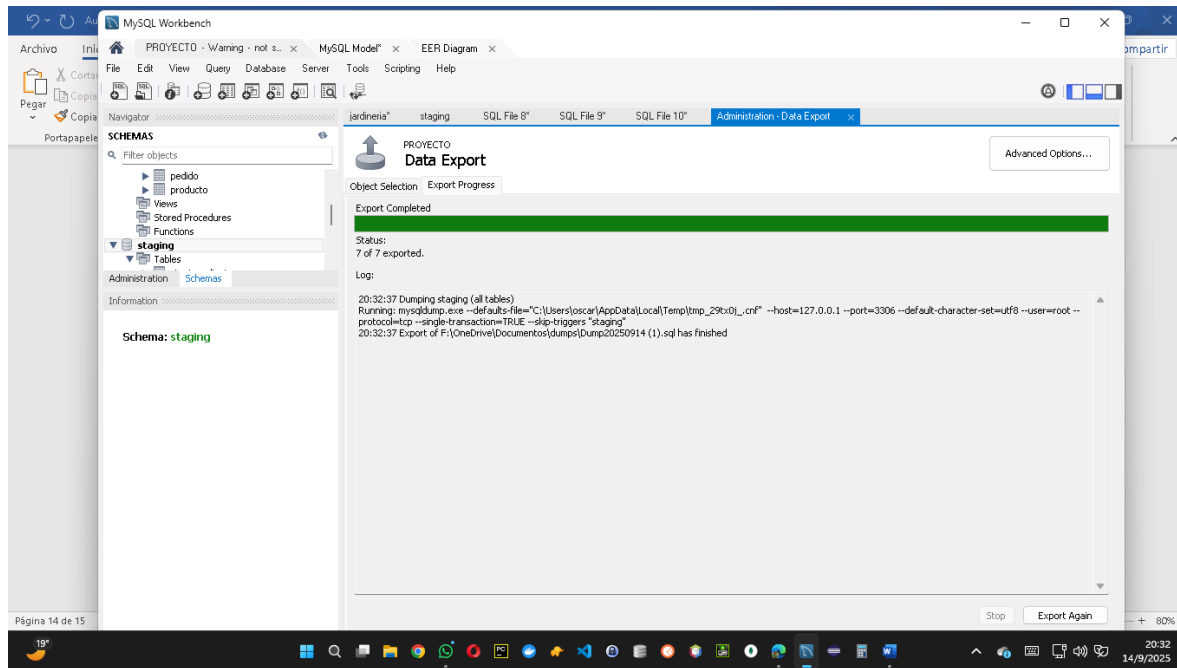 Au
MySQL Workbench
Archivo
Inic
PROYECTO - Warning - not s...
MySQL Model*
EER Diagram
ompartir
File Edit View Query Database Server Tools Scripting Help
Cortar
Copia
Pegar
Copia
Portapapele
Navigator
jardineria*
staging
SQL File 8*
SQL File 9*
SQL File 10*
Administration - Data Export
SCHEMAS
Filter objects
pedido
producto
Views
Stored Procedures
Functions
staging
Tables
Administration Schemas
Information
Schema: staging
PROYECTO
Data Export
Advanced Options...
Object Selection Export Progress
Export Completed
Status:
7 of 7 exported.
Log:
20:32:37 Dumping staging (all tables)
Running: mysqldump.exe --defaults-file="C:\Users\oscar\AppData\Local\Temp\tmp_29tx0j_.cnf" --host=127.0.0.1 --port=3306 --default-character-set=utf8 --user=root --
protocol=tcp --single-transaction=TRUE --skip-triggers "staging"
20:32:37 Export of F:\OneDrive\Documentos\dumps\Dump20250914 (1).sql has finished
Stop
Export Again
Página 14 de 15
80%
19°
20:32
14/9/2025